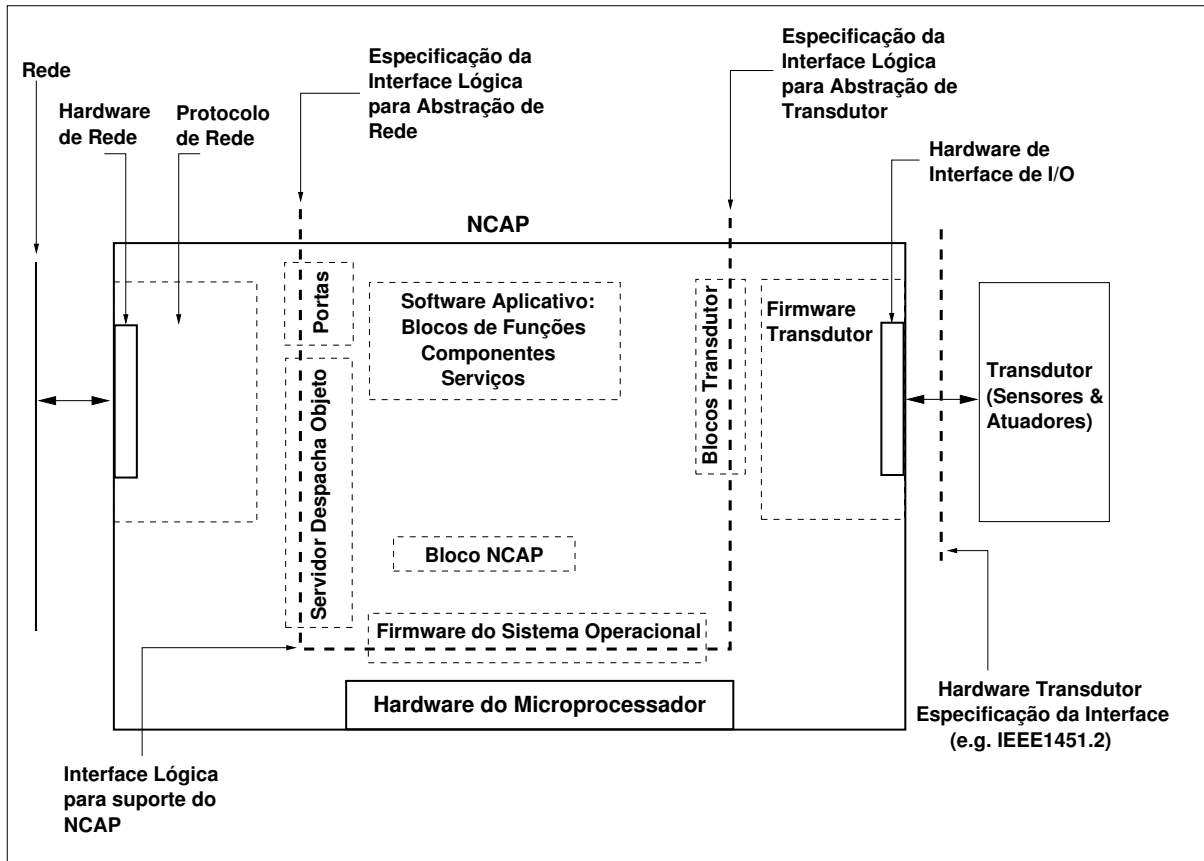 Rede
Hardware
de Rede
Protocolo
de Rede
Especificação da
Interface Lógica
para Abstração de
Rede
Especificação da
Interface Lógica
para Abstração de
Transdutor
Hardware de
Interface de I/O
NCAP
Portas
Servidor Despacha Objeto
Software Aplicativo:
Blocos de Funções
Componentes
Serviços
Blocos Transdutor
Firmware
Transdutor
Transdutor
(Sensores &
Atuadores)
Bloco NCAP
Firmware do Sistema Operacional
Hardware do Microprocessador
Hardware Transdutor
Especificação da Interface
(e.g. IEEE1451.2)
Interface Lógica
para suporte do
NCAP